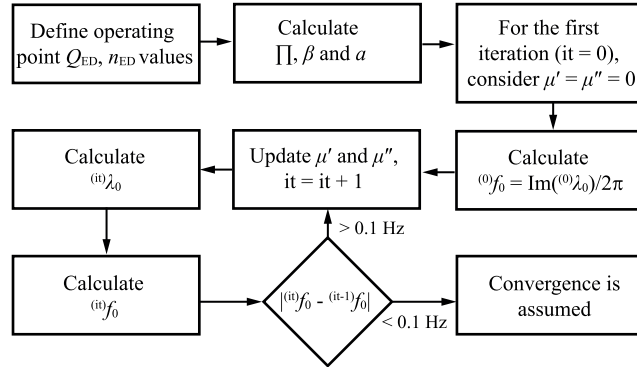 Define operating
point Q_ED, n_ED values
Calculate
∏, β and a
For the first
iteration (it = 0),
consider μ′ = μ″ = 0
Calculate
⁽⁰⁾f₀ = Im(⁽⁰⁾λ₀)/2π
Update μ′ and μ″,
it = it + 1
Calculate
⁽ⁱᵗ⁾λ₀
Calculate
⁽ⁱᵗ⁾f₀
|⁽ⁱᵗ⁾f₀ - ⁽ⁱᵗ⁻¹⁾f₀|
> 0.1 Hz
< 0.1 Hz
Convergence is
assumed